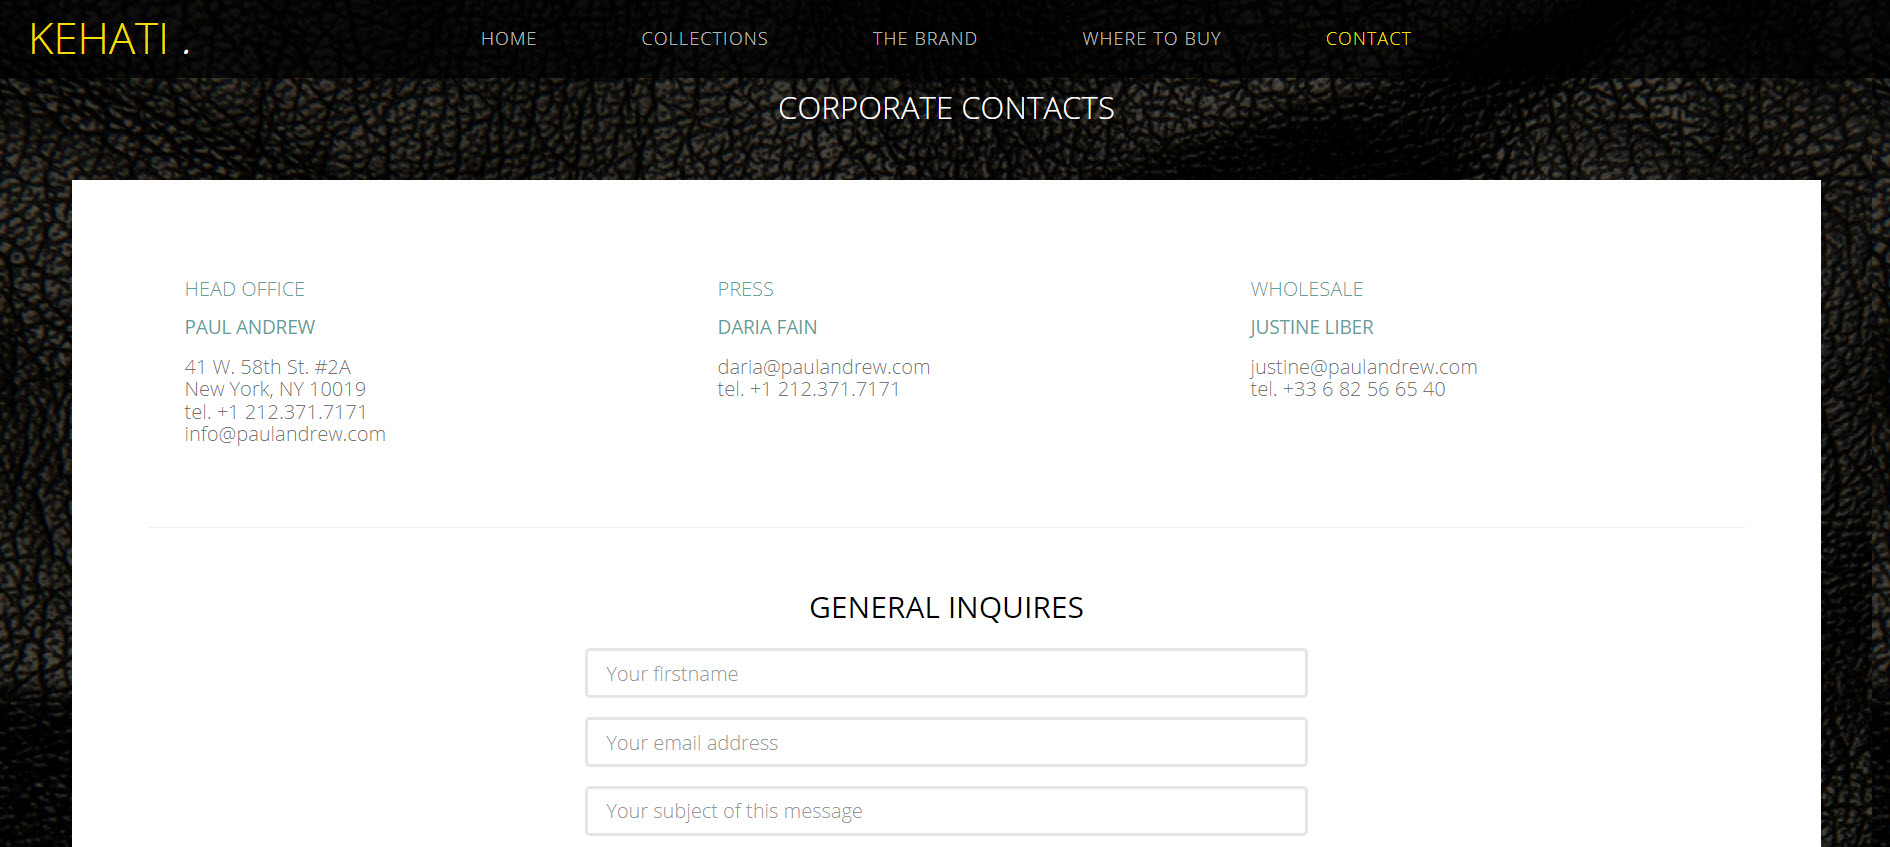 KEHATI .
HOME
COLLECTIONS
THE BRAND
WHERE TO BUY
CONTACT
CORPORATE CONTACTS
HEAD OFFICE
PAUL ANDREW
41 W. 58th St. #2A
New York, NY 10019
tel. +1 212.371.7171
info@paulandrew.com
PRESS
DARIA FAIN
daria@paulandrew.com
tel. +1 212.371.7171
WHOLESALE
JUSTINE LIBER
justine@paulandrew.com
tel. +33 6 82 56 65 40
GENERAL INQUIRES
Your firstname
Your email address
Your subject of this message